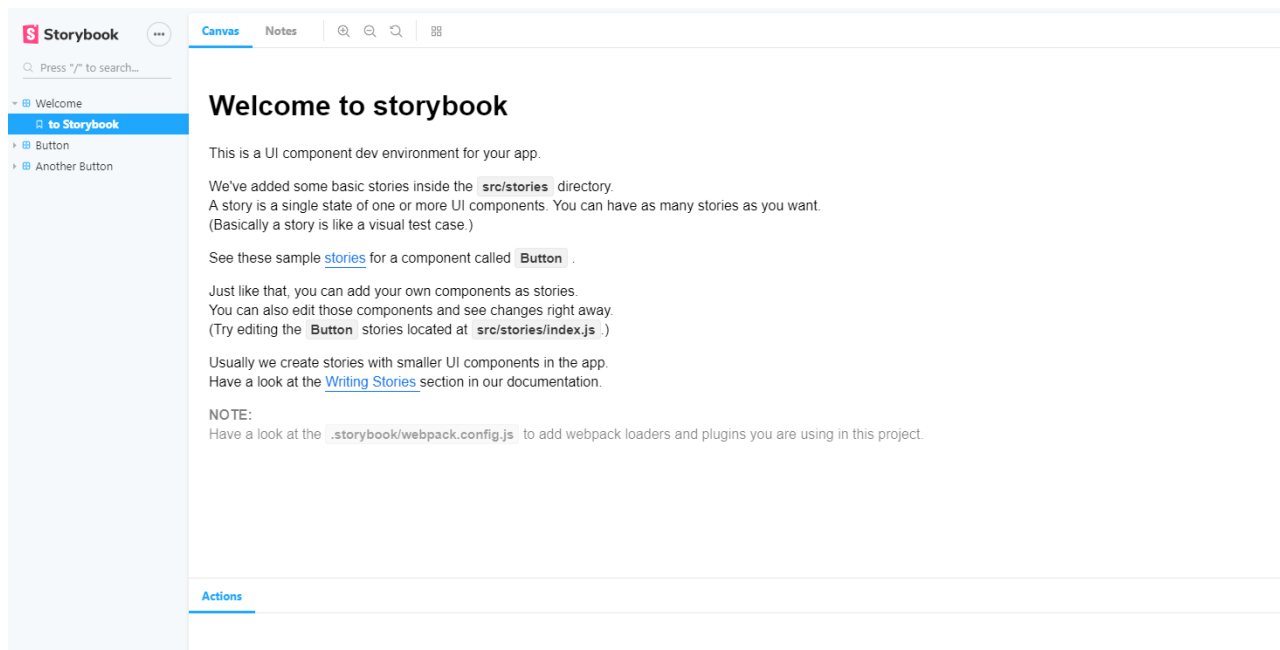 Storybook
Press "/" to search...
Welcome
to Storybook
Button
Another Button
Canvas Notes
Welcome to storybook
This is a UI component dev environment for your app.
We've added some basic stories inside the src/stories directory.
A story is a single state of one or more UI components. You can have as many stories as you want.
(Basically a story is like a visual test case.)
See these sample stories for a component called Button .
Just like that, you can add your own components as stories.
You can also edit those components and see changes right away.
(Try editing the Button stories located at src/stories/index.js .)
Usually we create stories with smaller UI components in the app.
Have a look at the Writing Stories section in our documentation.
NOTE:
Have a look at the .storybook/webpack.config.js to add webpack loaders and plugins you are using in this project.
Actions